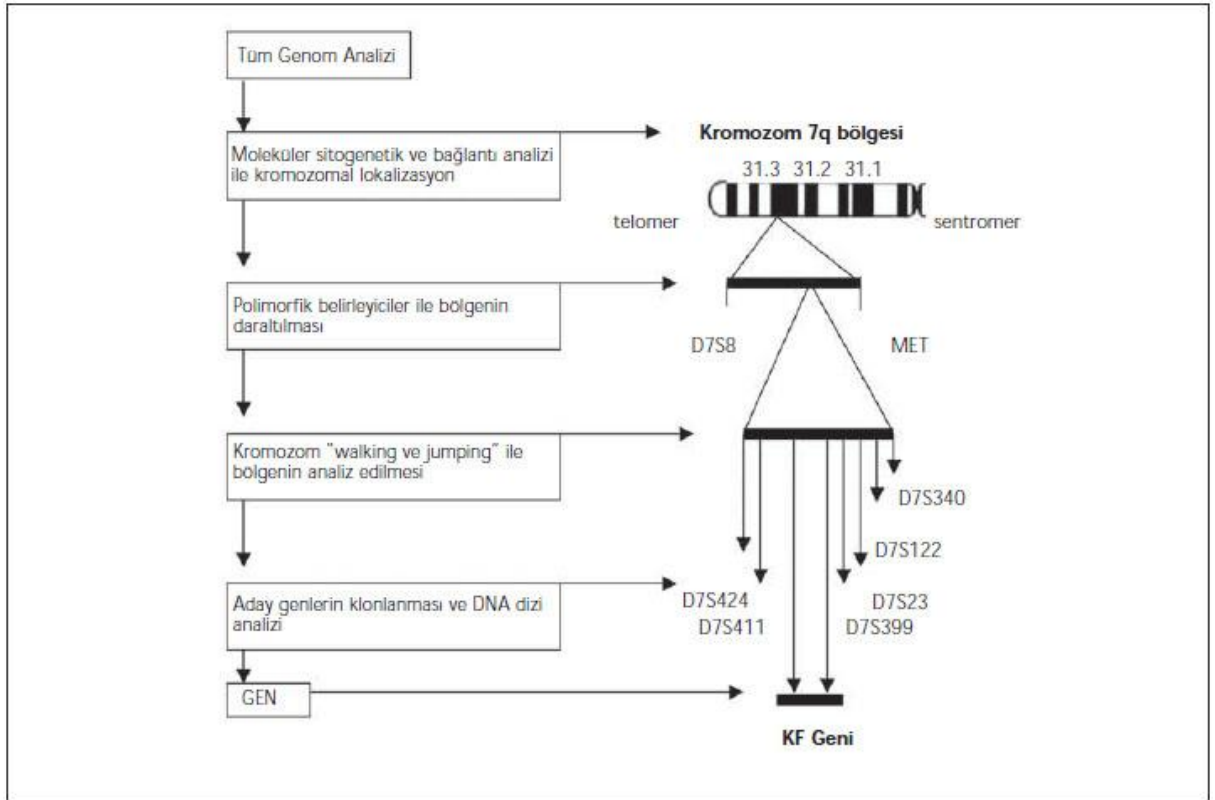 Tüm Genom Analizi
Moleküler sitogenetik ve bağlantı analizi
ile kromozomal lokalizasyon
Kromozom 7q bölgesi
31.3 31.2 31.1
telomer
sentromer
Polimorfik belirleyiciler ile bölgenin
daraltılması
D7S8
MET
Kromozom "walking ve jumping" ile
bölgenin analiz edilmesi
D7S340
D7S122
Aday genlerin klonlanması ve DNA dizi
analizi
D7S424
D7S23
D7S411
D7S399
GEN
KF Geni